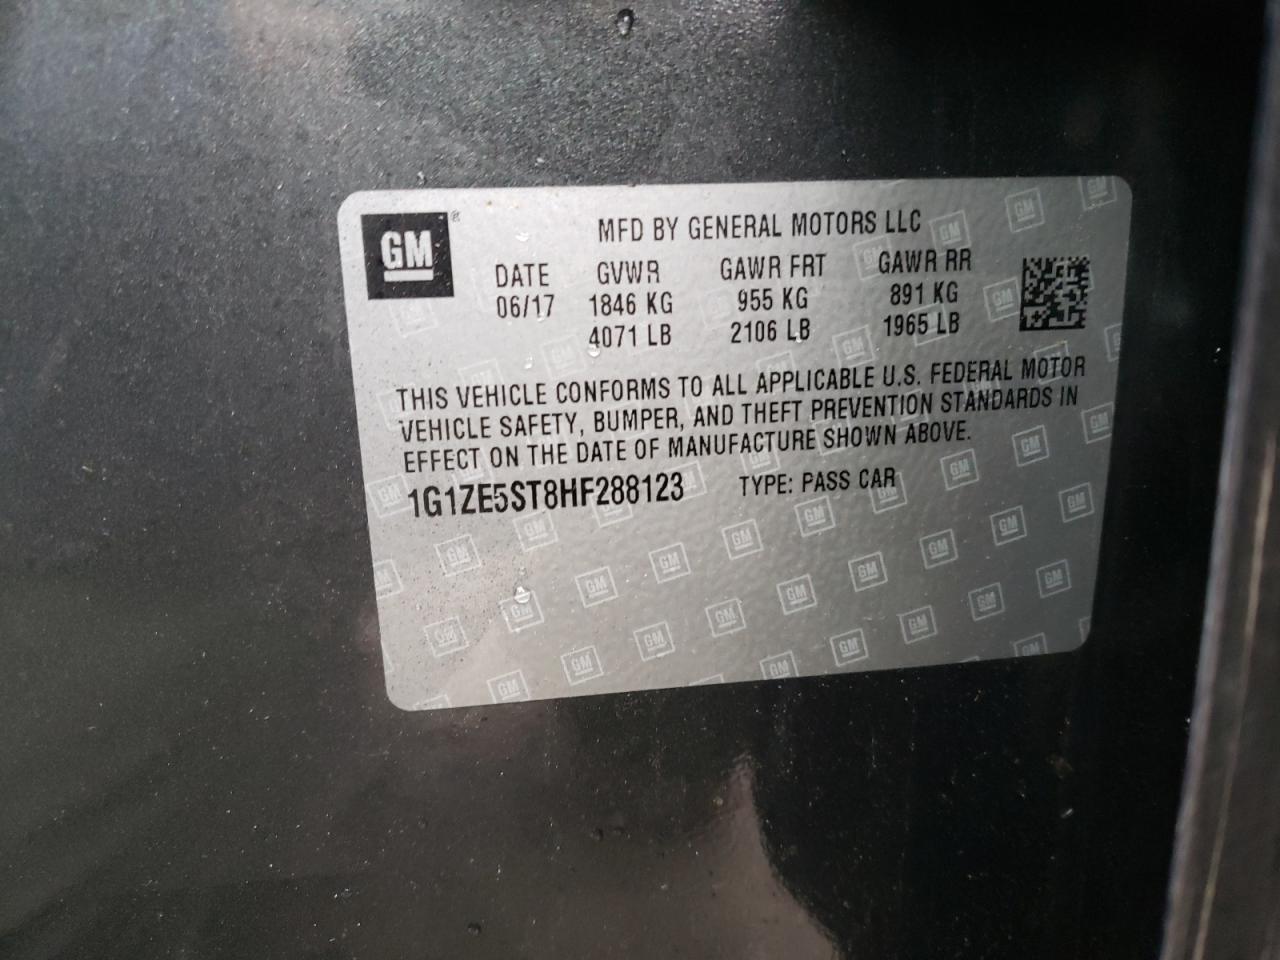 GM®
MFD BY GENERAL MOTORS LLC
DATE GVWR GAWR FRT GAWR RR
06/17 1846 KG 955 KG 891 KG
4071 LB 2106 LB 1965 LB
THIS VEHICLE CONFORMS TO ALL APPLICABLE U.S. FEDERAL MOTOR
VEHICLE SAFETY, BUMPER, AND THEFT PREVENTION STANDARDS IN
EFFECT ON THE DATE OF MANUFACTURE SHOWN ABOVE.
1G1ZE5ST8HF288123 TYPE: PASS CAR